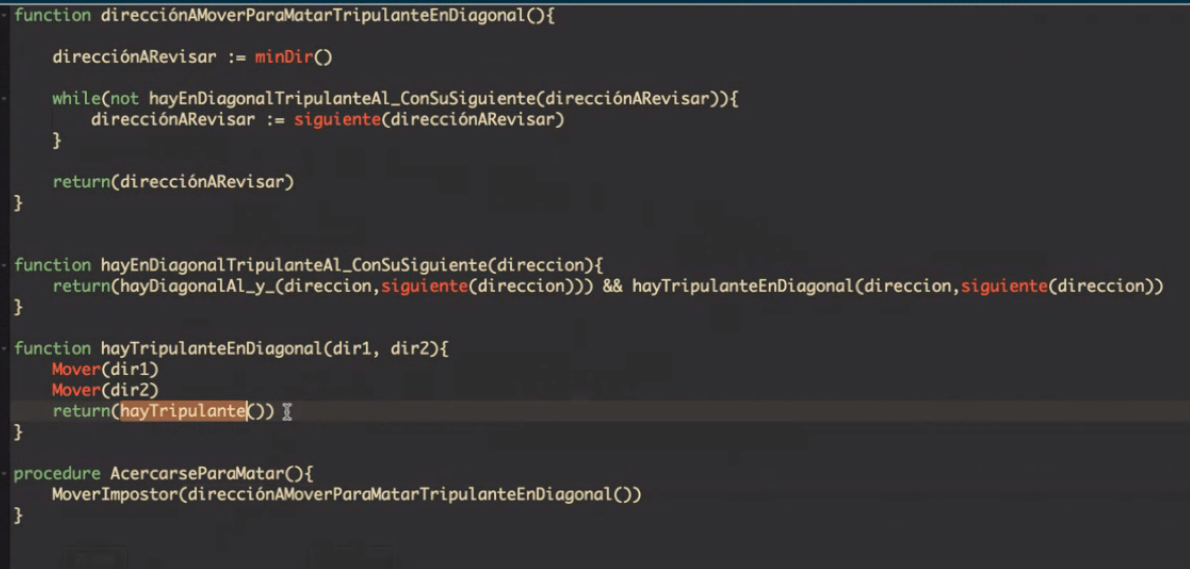 function direcciónAMoverParaMatarTripulanteEnDiagonal(){
direcciónARevisar := minDir()
while(not hayEnDiagonalTripulanteAl_ConSuSiguiente(direcciónARevisar)){
direcciónARevisar := siguiente(direcciónARevisar)
}
return(direcciónARevisar)
}
function hayEnDiagonalTripulanteAl_ConSuSiguiente(direccion){
return(hayDiagonalAl_y_(direccion,siguiente(direccion))) && hayTripulanteEnDiagonal(direccion,siguiente(direccion))
}
function hayTripulanteEnDiagonal(dir1, dir2){
Mover(dir1)
Mover(dir2)
return(hayTripulante())
}
procedure AcercarseParaMatar(){
MoverImpostor(direcciónAMoverParaMatarTripulanteEnDiagonal())
}